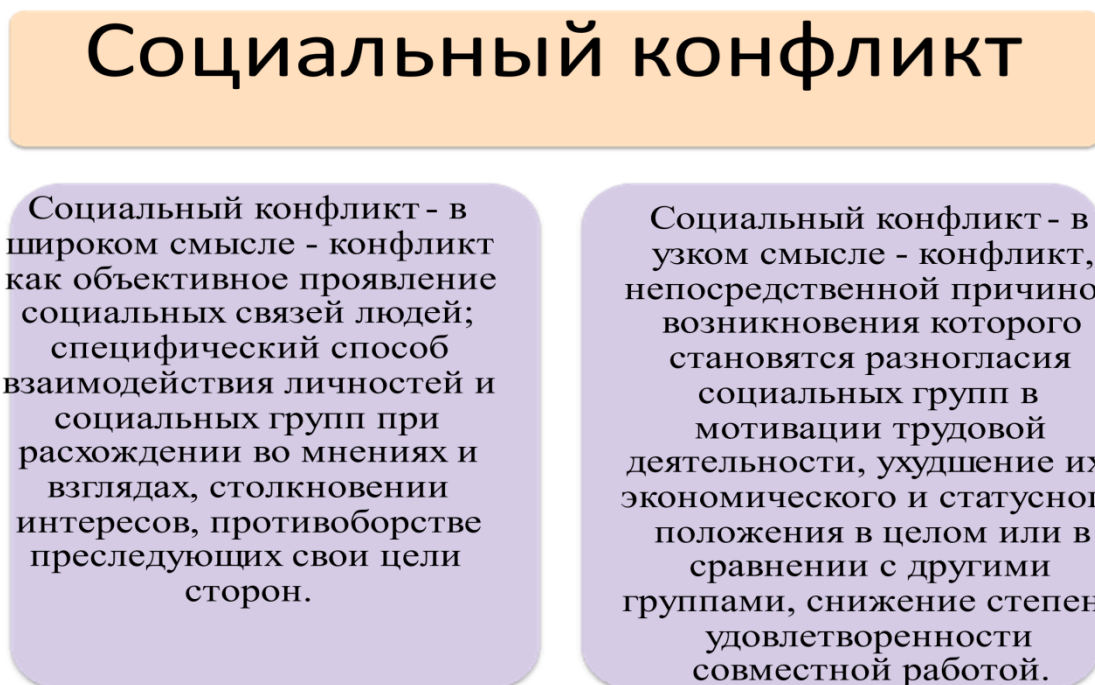 Социальный конфликт
Социальный конфликт - в
широком смысле - конфликт
как объективное проявление
социальных связей людей;
специфический способ
взаимодействия личностей и
социальных групп при
расхождении во мнениях и
взглядах, столкновении
интересов, противоборстве
преследующих свои цели
сторон.
Социальный конфликт - в
узком смысле - конфликт,
непосредственной причино
возникновения которого
становятся разногласия
социальных групп в
мотивации трудовой
деятельности, ухудшение их
экономического и статусног
положения в целом или в
сравнении с другими
группами, снижение степен
удовлетворенности
совместной работой.